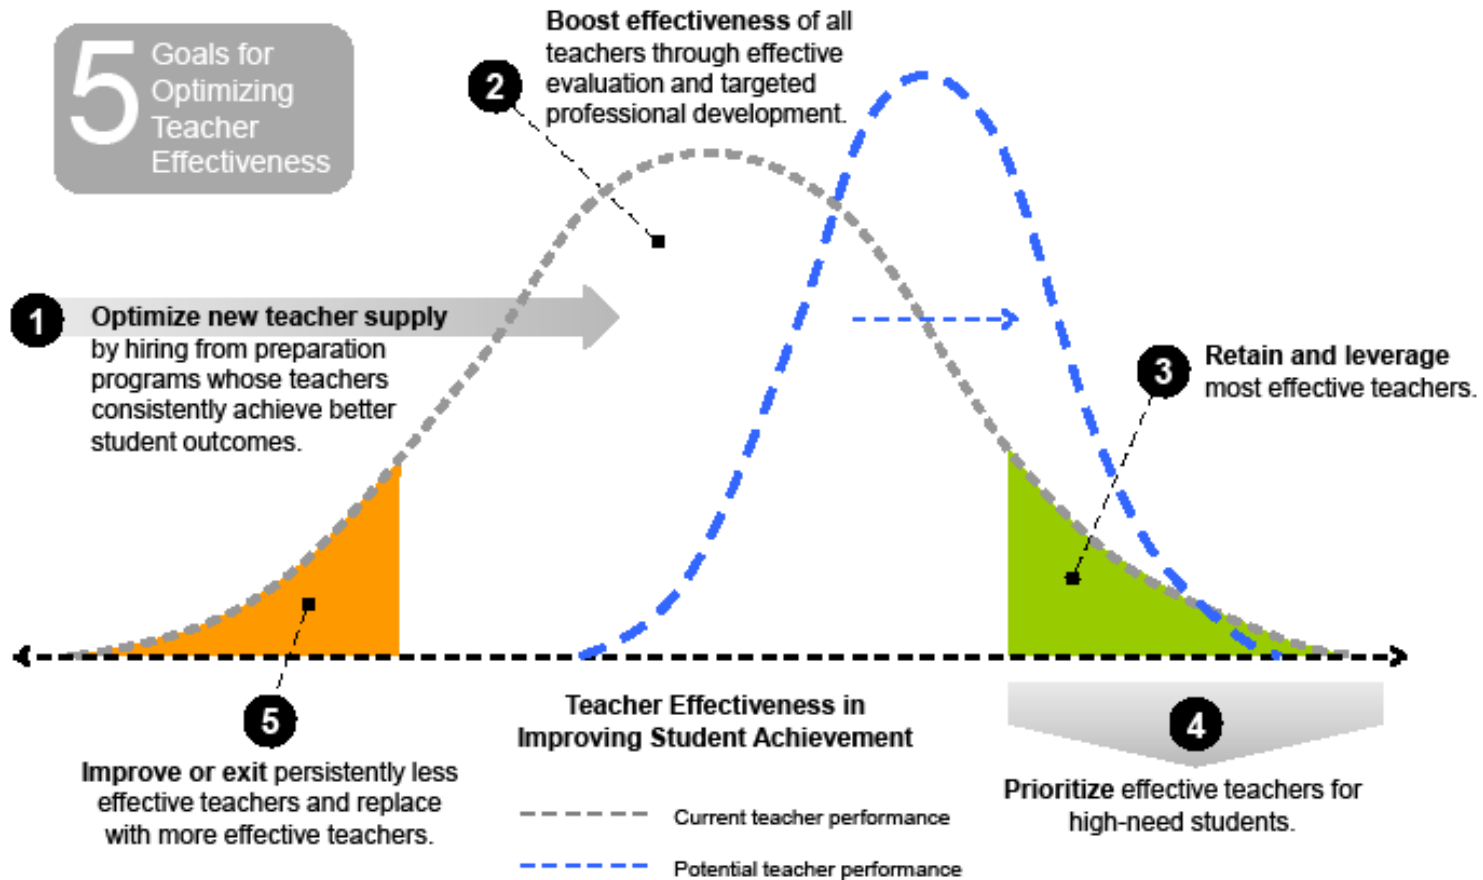 5
Goals for
Optimizing
Teacher
Effectiveness
1
Optimize new teacher supply
by hiring from preparation
programs whose teachers
consistently achieve better
student outcomes.
2
Boost effectiveness of all
teachers through effective
evaluation and targeted
professional development.
3
Retain and leverage
most effective teachers.
4
Prioritize effective teachers for
high-need students.
5
Improve or exit persistently less
effective teachers and replace
with more effective teachers.
Teacher Effectiveness in
Improving Student Achievement
Current teacher performance
Potential teacher performance